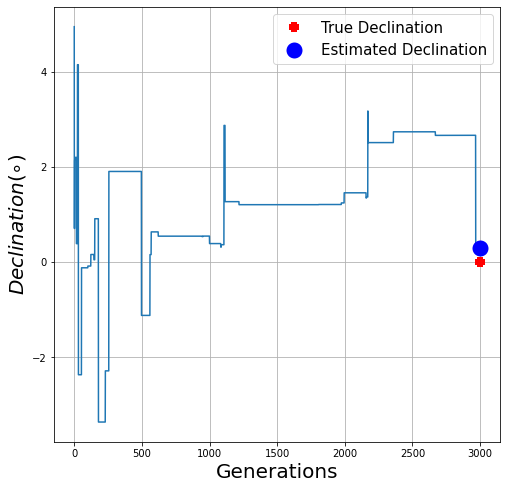 True Declination
Estimated Declination
4
2
0
−2
Declination(∘)
0
500
1000
1500
2000
2500
3000
Generations